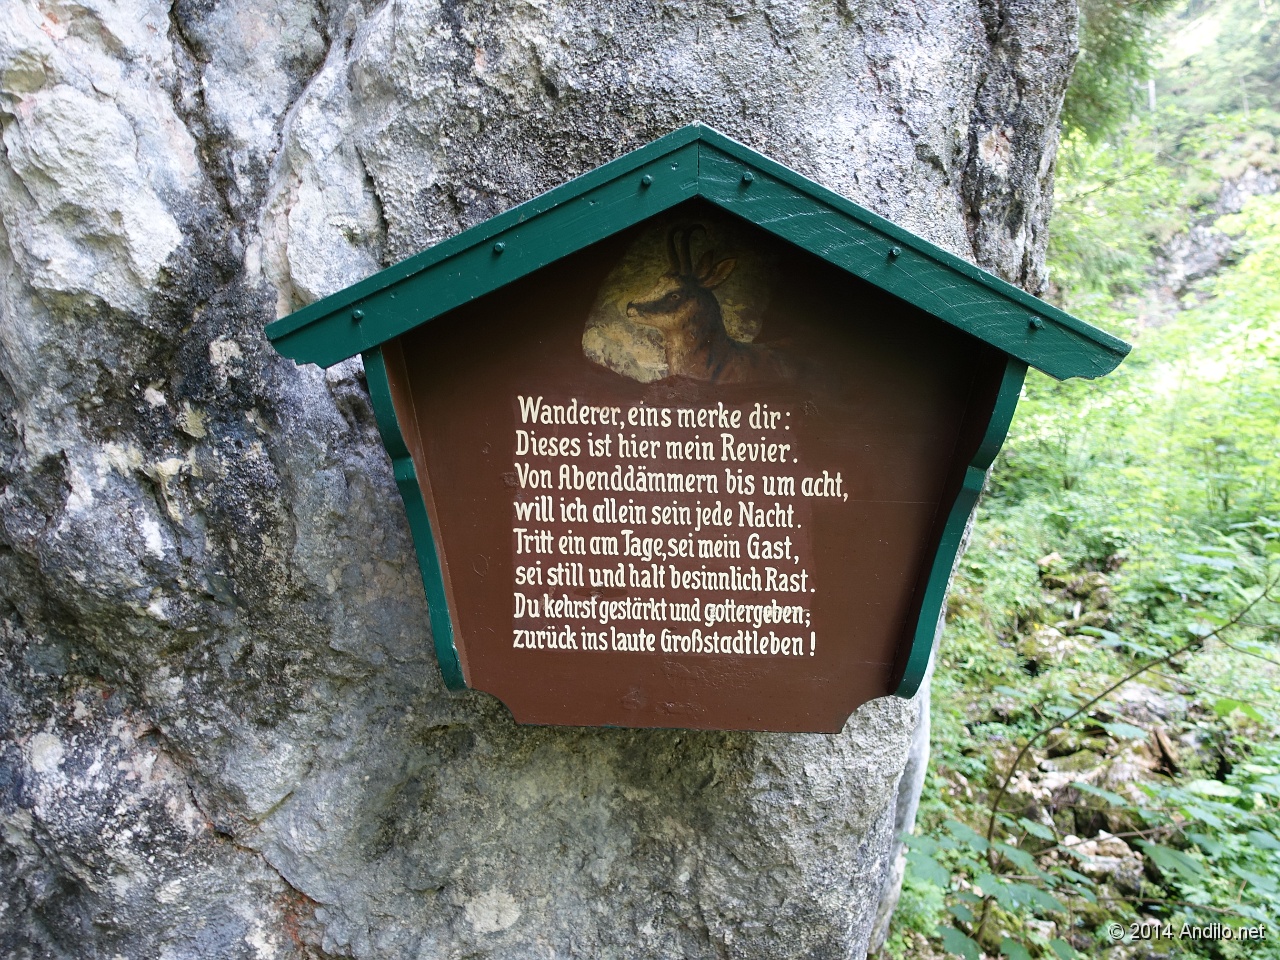 Wanderer, eins merke dir:
Dieses ist hier mein Revier.
Von Abenddämmern bis um acht,
will ich allein sein jede Nacht.
Tritt ein am Tage, sei mein Gast,
sei still und halt besinnlich Rast.
Du kehrst gestärkt und gottergeben;
zurück ins laute Großstadtleben!
© 2014 Andilo.net